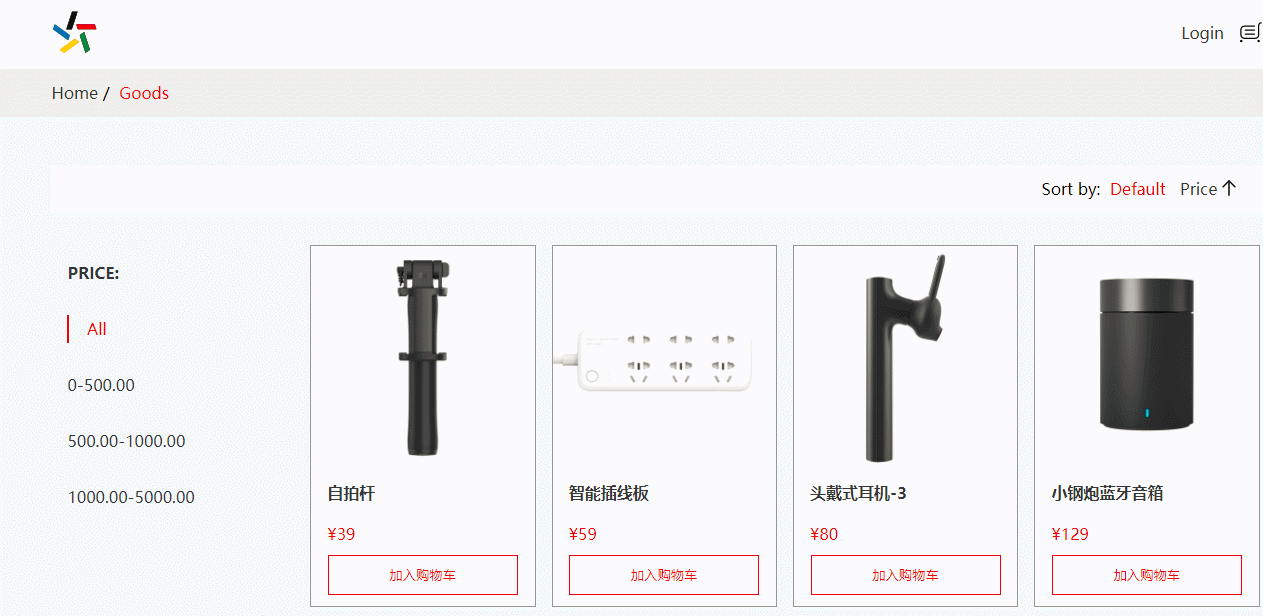 Login
Home / Goods
Sort by: Default Price
PRICE:
All
0-500.00
500.00-1000.00
1000.00-5000.00
自拍杆
¥39
加入购物车
智能插线板
¥59
加入购物车
头戴式耳机-3
¥80
加入购物车
小钢炮蓝牙音箱
¥129
加入购物车